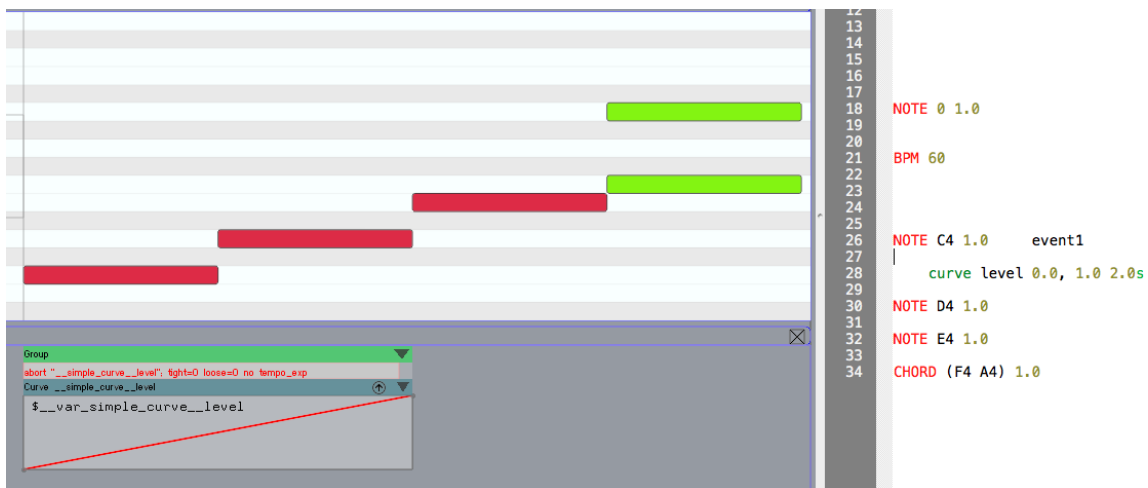 Group
abort "__simple_curve__level"; tight=0 loose=0 no tempo_exp
Curve __simple_curve__level
$__var_simple_curve__level
12
13
14
15
16
17
18 NOTE 0 1.0
19
20
21 BPM 60
22
23
24
25
26 NOTE C4 1.0 event1
27
28 curve level 0.0, 1.0 2.0s
29
30 NOTE D4 1.0
31
32 NOTE E4 1.0
33
34 CHORD (F4 A4) 1.0